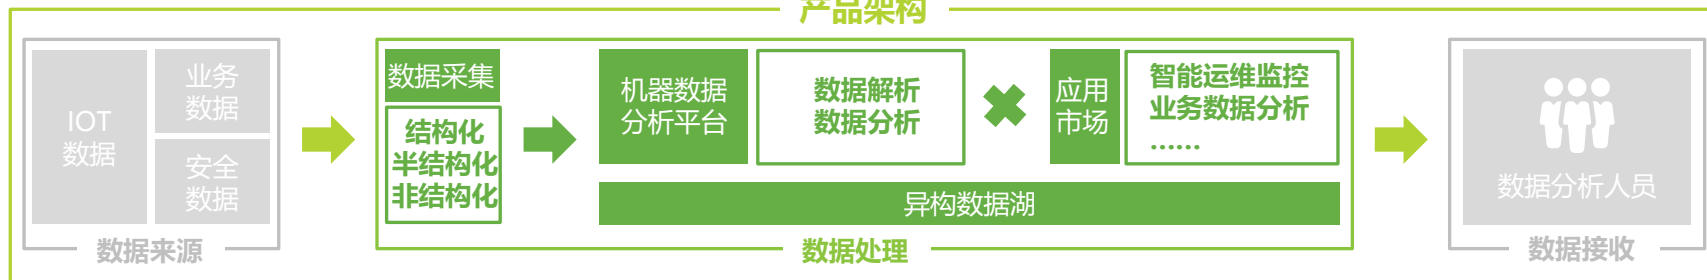 产品架构
IOT
数据
业务
数据
安全
数据
数据来源
数据采集
结构化
半结构化
非结构化
机器数据
分析平台
数据解析
数据分析
应用
市场
智能运维监控
业务数据分析
……
异构数据湖
数据处理
数据分析人员
数据接收